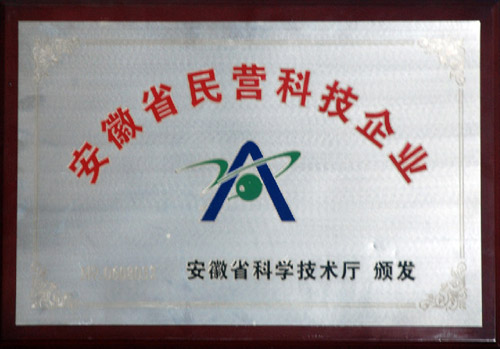 安徽省民营科技企业
安徽省科学技术厅 颁发